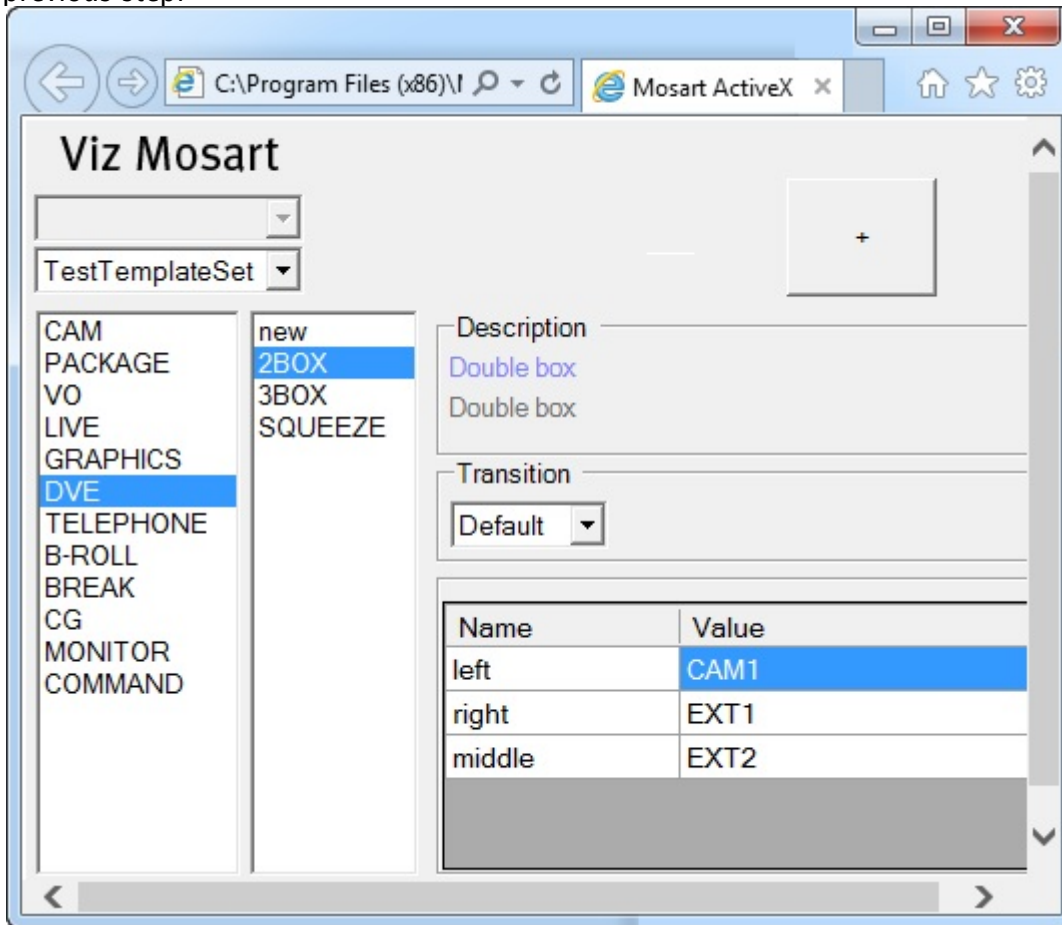 previous step.
C:\Program Files (x86)\
Mosart ActiveX
Viz Mosart
TestTemplateSet
+
CAM
PACKAGE
VO
LIVE
GRAPHICS
DVE
TELEPHONE
B-ROLL
BREAK
CG
MONITOR
COMMAND
new
2BOX
3BOX
SQUEEZE
Description
Double box
Double box
Transition
Default
Name Value
left CAM1
right EXT1
middle EXT2